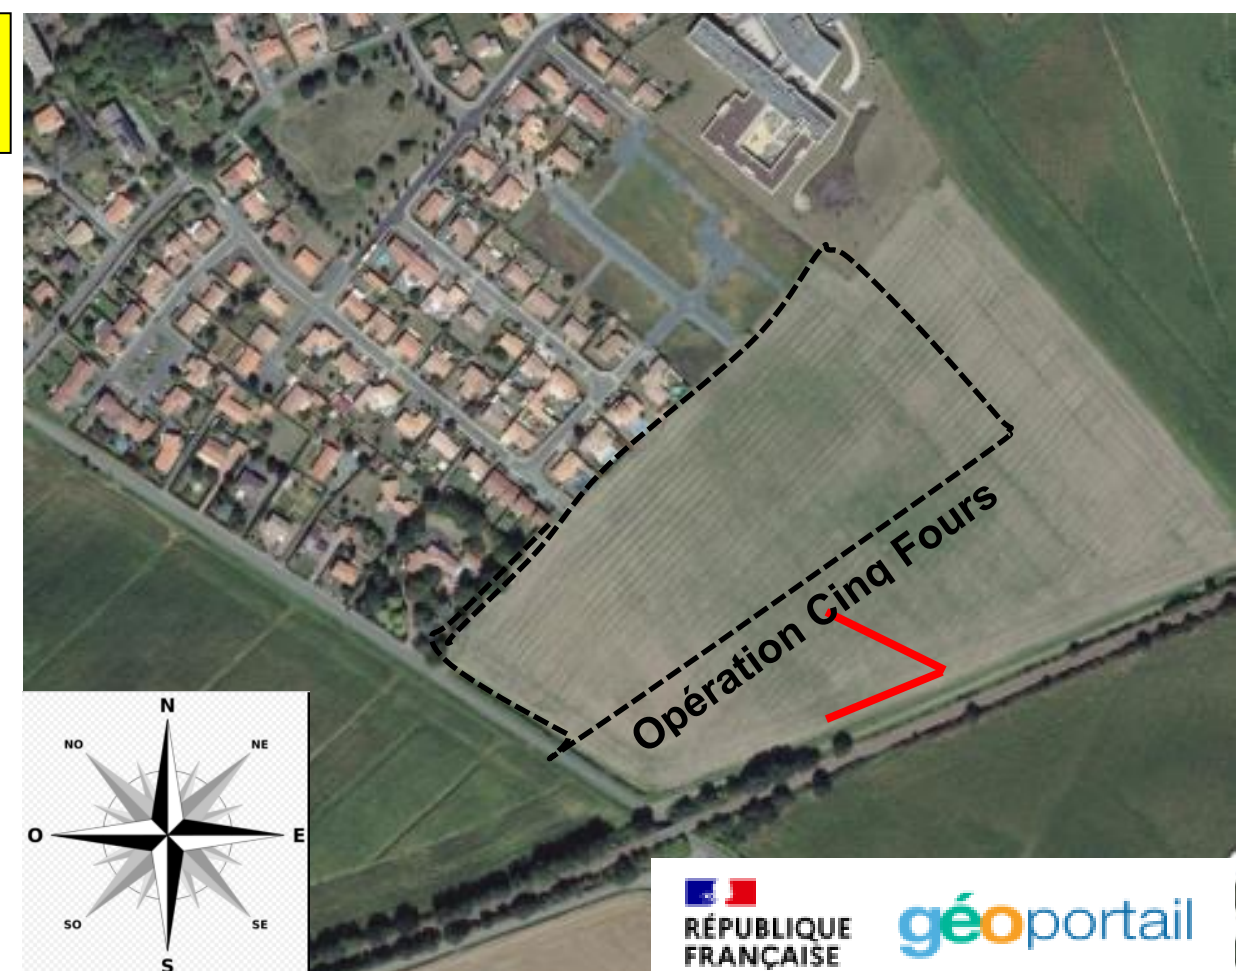 Opération Cinq Fours
N
NO
NE
O
E
SO
SE
S
RÉPUBLIQUE
FRANÇAISE
géoportail